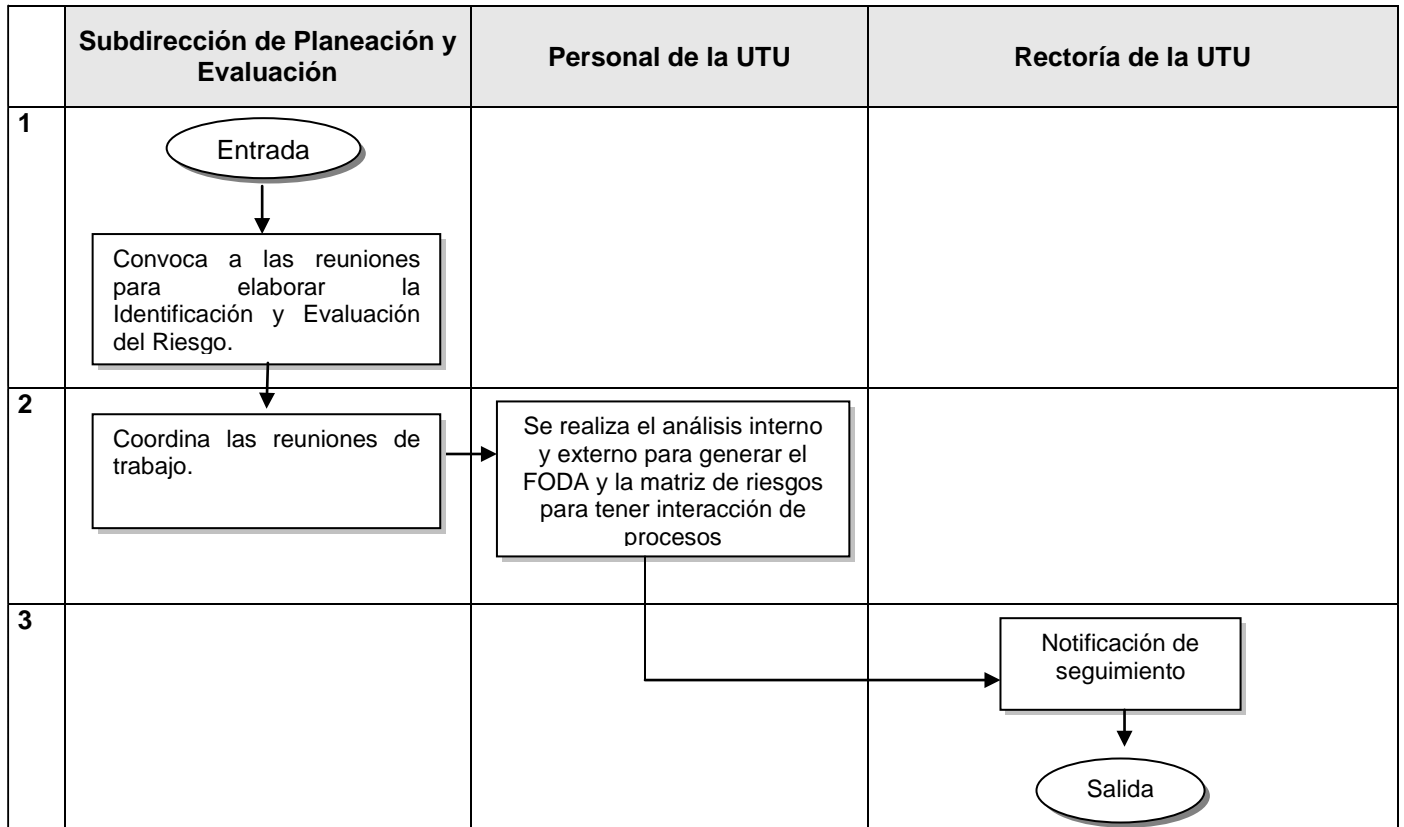 Subdirección de Planeación y
Evaluación
Personal de la UTU
Rectoría de la UTU
1
Entrada
Convoca a las reuniones
para elaborar la
Identificación y Evaluación
del Riesgo.
2
Coordina las reuniones de
trabajo.
Se realiza el análisis interno
y externo para generar el
FODA y la matriz de riesgos
para tener interacción de
procesos
3
Notificación de
seguimiento
Salida